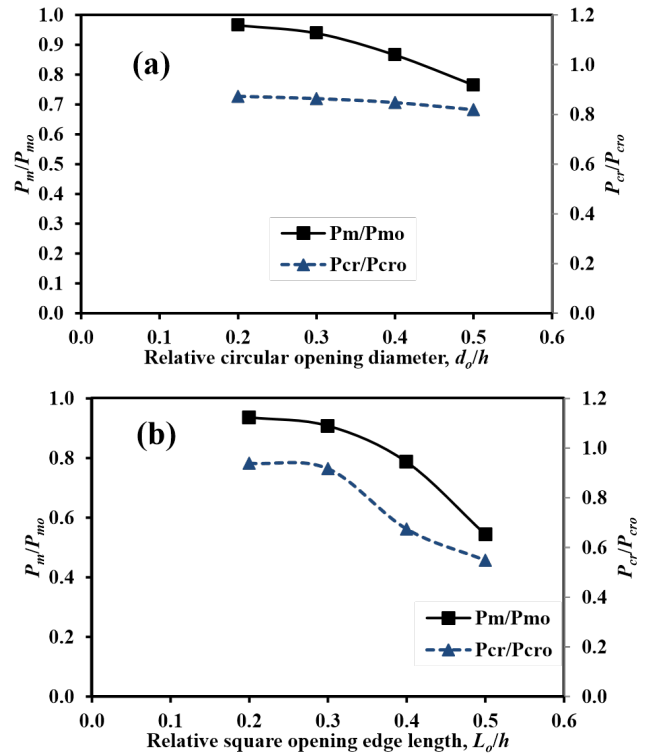 (a)
1.0
0.9
0.8
0.7
0.6
0.5
0.4
0.3
0.2
0.1
0.0
Pm/Pmo
1.2
1.0
0.8
0.6
0.4
0.2
0.0
Pcr/Pcro
Pm/Pmo
Pcr/Pcro
0.0 0.1 0.2 0.3 0.4 0.5 0.6
Relative circular opening diameter, do/h
(b)
1.0
0.8
0.6
0.4
0.2
0.0
Pm/Pmo
1.2
1.0
0.8
0.6
0.4
0.2
0.0
Pcr/Pcro
Pm/Pmo
Pcr/Pcro
0.0 0.1 0.2 0.3 0.4 0.5 0.6
Relative square opening edge length, Lo/h